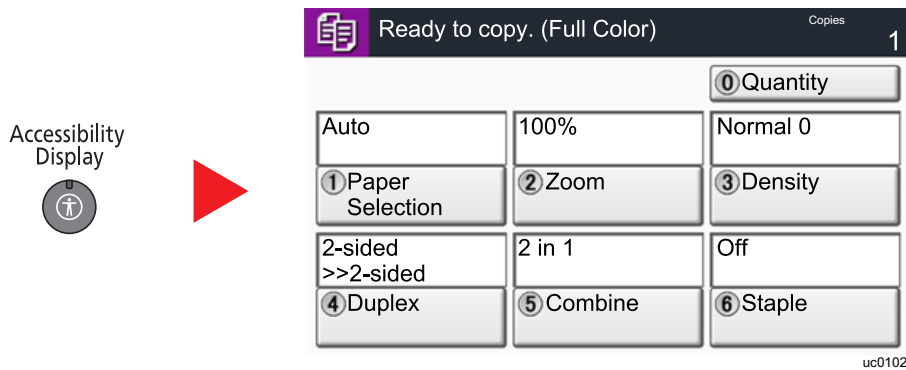 Accessibility
Display
Ready to copy. (Full Color)
Copies
1
0 Quantity
Auto
100%
Normal 0
1 Paper
Selection
2 Zoom
3 Density
2-sided
>>2-sided
2 in 1
Off
4 Duplex
5 Combine
6 Staple
uc0102